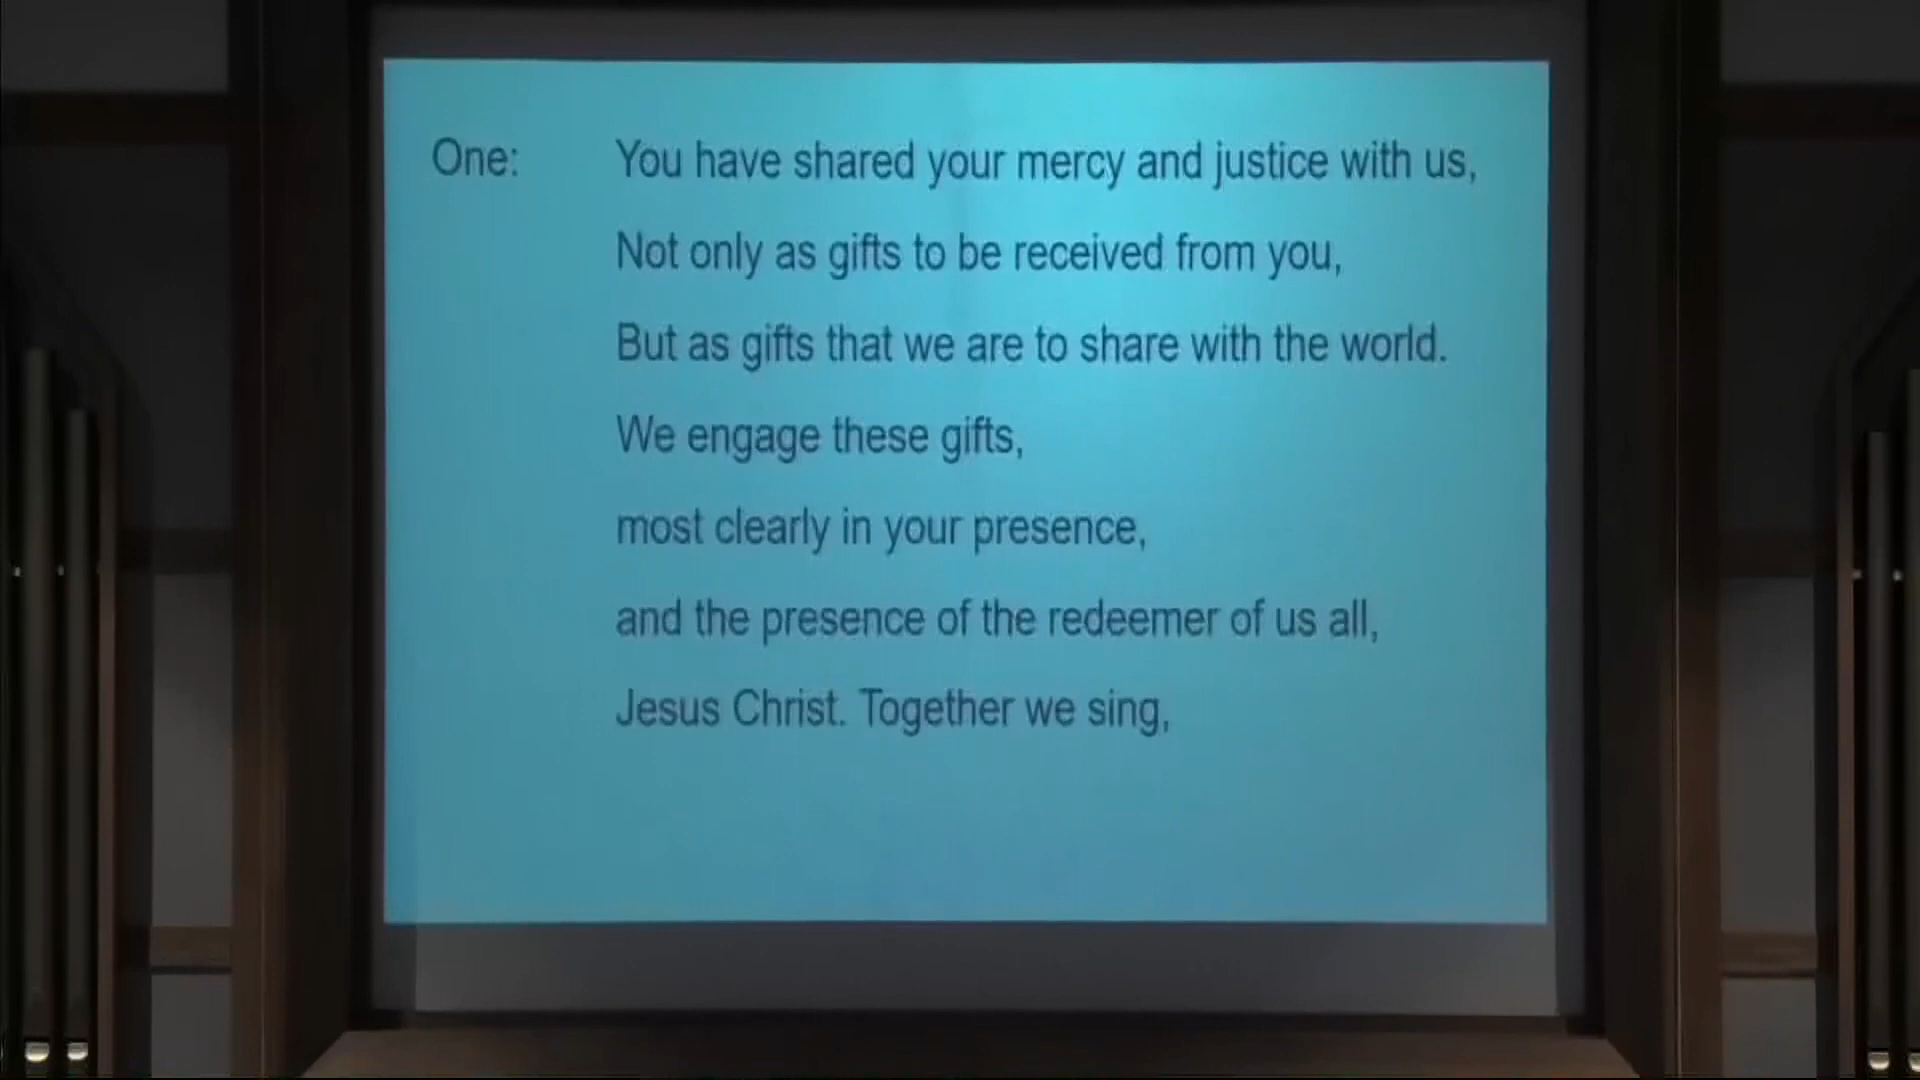 One: You have shared your mercy and justice with us,
Not only as gifts to be received from you,
But as gifts that we are to share with the world.
We engage these gifts,
most clearly in your presence,
and the presence of the redeemer of us all,
Jesus Christ. Together we sing,